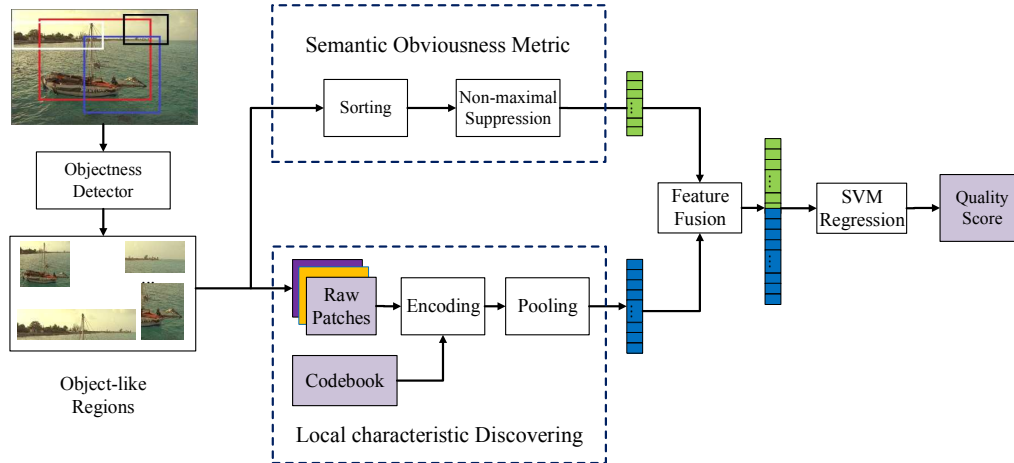 Semantic Obviousness Metric
Sorting
Non-maximal
Suppression
Objectness
Detector
Feature
Fusion
SVM
Regression
Quality
Score
Raw
Patches
Encoding
Pooling
Codebook
Object-like
Regions
Local characteristic Discovering